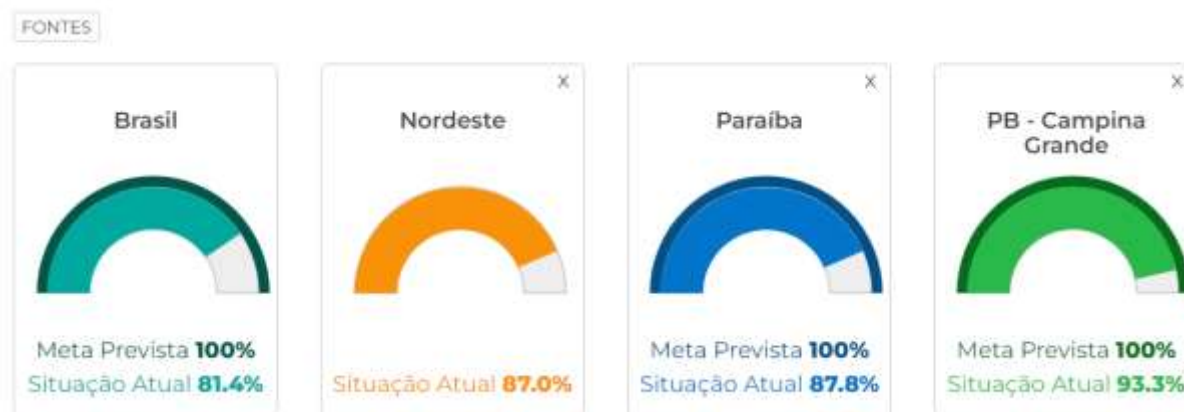 FONTES
Brasil
Meta Prevista 100%
Situação Atual 81.4%
X
Nordeste
Situação Atual 87.0%
X
Paraíba
Meta Prevista 100%
Situação Atual 87.8%
X
PB - Campina
Grande
Meta Prevista 100%
Situação Atual 93.3%